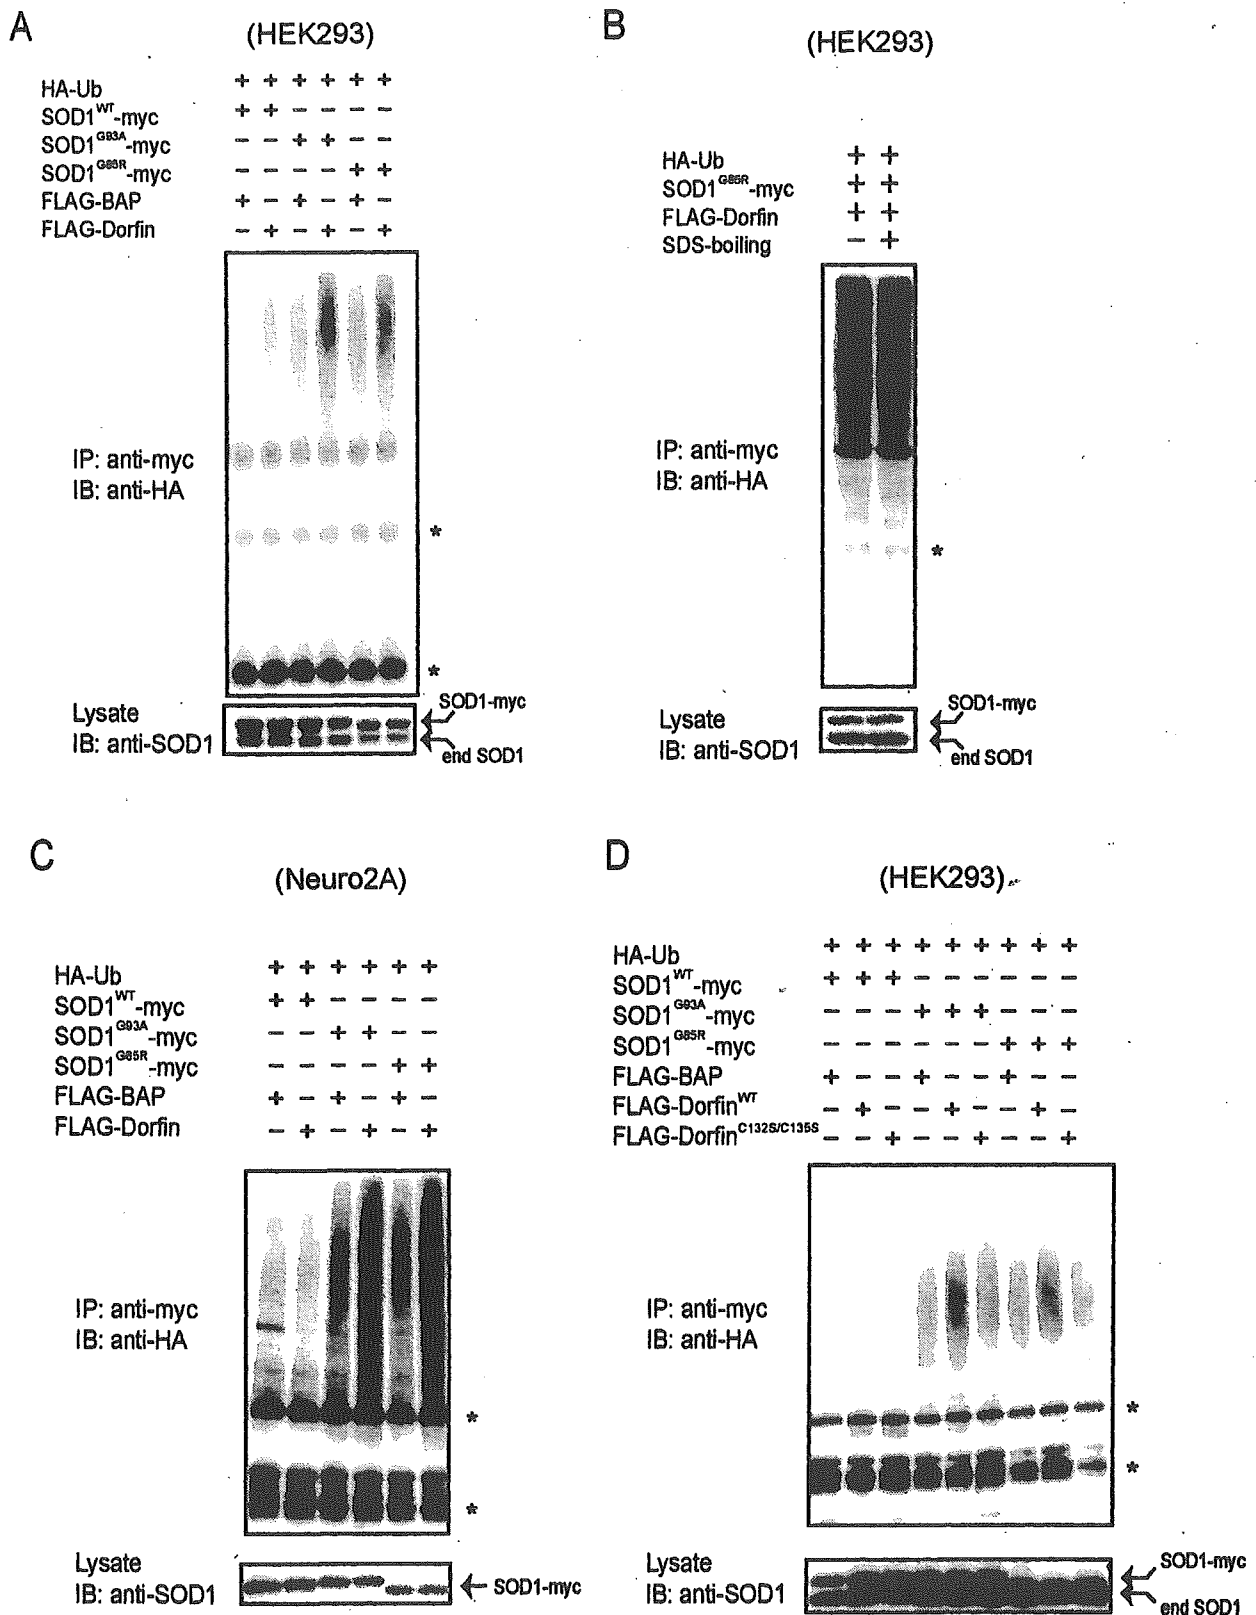 A
(HEK293)
HA-Ub + + + + + +
SOD1WT-myc + + − − − −
SOD1G93A-myc − − + + − −
SOD1G85R-myc − − − − + +
FLAG-BAP + − + − + −
FLAG-Dorfin − + − + − +
IP: anti-myc
IB: anti-HA
*
*
Lysate
IB: anti-SOD1
SOD1-myc
end SOD1
B
(HEK293)
HA-Ub + +
SOD1G85R-myc + +
FLAG-Dorfin + +
SDS-boiling − +
IP: anti-myc
IB: anti-HA
*
Lysate
IB: anti-SOD1
SOD1-myc
end SOD1
C
(Neuro2A)
HA-Ub + + + + + +
SOD1WT-myc + + − − − −
SOD1G93A-myc − − + + − −
SOD1G85R-myc − − − − + +
FLAG-BAP + − + − + −
FLAG-Dorfin − + − + − +
IP: anti-myc
IB: anti-HA
*
*
Lysate
IB: anti-SOD1
SOD1-myc
D
(HEK293)
HA-Ub + + + + + + + + +
SOD1WT-myc + + + − − − − − −
SOD1G93A-myc − − − + + + − − −
SOD1G85R-myc − − − − − − + + +
FLAG-BAP + − − + − − + − −
FLAG-DorfinWT − + − − + − − + −
FLAG-DorfinC132S/C135S − − + − − + − − +
IP: anti-myc
IB: anti-HA
*
*
Lysate
IB: anti-SOD1
SOD1-myc
end SOD1